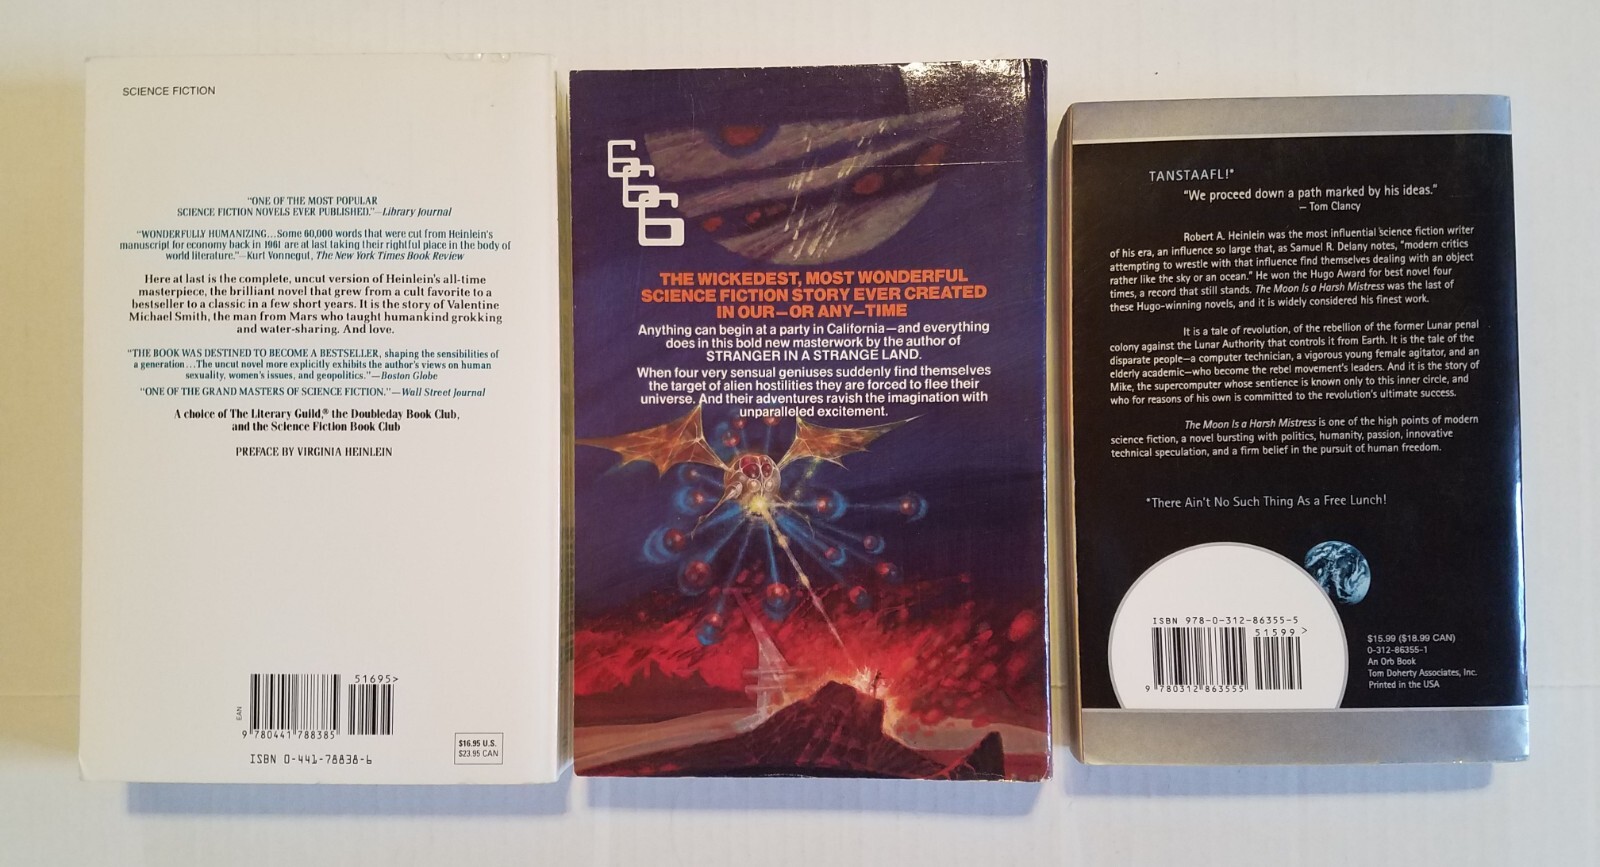 SCIENCE FICTION
"ONE OF THE MOST POPULAR
SCIENCE FICTION NOVELS EVER PUBLISHED."—Library Journal
"WONDERFULLY HUMANIZING...Some 60,000 words that were cut from Heinlein's
manuscript for economy back in 1961 are at last taking their rightful place in the body of
world literature."—Kurt Vonnegut, The New York Times Book Review
Here at last is the complete, uncut version of Heinlein's all-time
masterpiece, the brilliant novel that grew from a cult favorite to a
bestseller to a classic in a few short years. It is the story of Valentine
Michael Smith, the man from Mars who taught humankind grokking
and water-sharing. And love.
"THE BOOK WAS DESTINED TO BECOME A BESTSELLER, shaping the sensibilities of
a generation...The uncut novel more explicitly exhibits the author's views on human
sexuality, women's issues, and geopolitics."—Boston Globe
"ONE OF THE GRAND MASTERS OF SCIENCE FICTION."—Wall Street Journal
A choice of The Literary Guild,® the Doubleday Book Club,
and the Science Fiction Book Club
PREFACE BY VIRGINIA HEINLEIN
51695>
EAN
9 780441 788385
ISBN 0-441-78838-6
$16.95 U.S.
$23.95 CAN
666
THE WICKEDEST, MOST WONDERFUL
SCIENCE FICTION STORY EVER CREATED
IN OUR—OR ANY—TIME
Anything can begin at a party in California—and everything
does in this bold new masterwork by the author of
STRANGER IN A STRANGE LAND.
When four very sensual geniuses suddenly find themselves
the target of alien hostilities they are forced to flee their
universe. And their adventures ravish the imagination with
unparalleled excitement.
TANSTAAFL!*
"We proceed down a path marked by his ideas."
— Tom Clancy
Robert A. Heinlein was the most influential science fiction writer
of his era, an influence so large that, as Samuel R. Delany notes, "modern critics
attempting to wrestle with that influence find themselves dealing with an object
rather like the sky or an ocean." He won the Hugo Award for best novel four
times, a record that still stands. The Moon Is a Harsh Mistress was the last of
these Hugo-winning novels, and it is widely considered his finest work.
It is a tale of revolution, of the rebellion of the former Lunar penal
colony against the Lunar Authority that controls it from Earth. It is the tale of the
disparate people—a computer technician, a vigorous young female agitator, and an
elderly academic—who become the rebel movement's leaders. And it is the story of
Mike, the supercomputer whose sentience is known only to this inner circle, and
who for reasons of his own is committed to the revolution's ultimate success.
The Moon Is a Harsh Mistress is one of the high points of modern
science fiction, a novel bursting with politics, humanity, passion, innovative
technical speculation, and a firm belief in the pursuit of human freedom.
*There Ain't No Such Thing As a Free Lunch!
ISBN 978-0-312-86355-5
51599>
9 780312 863555
$15.99 ($18.99 CAN)
0-312-86355-1
An Orb Book
Tom Doherty Associates, Inc.
Printed in the USA